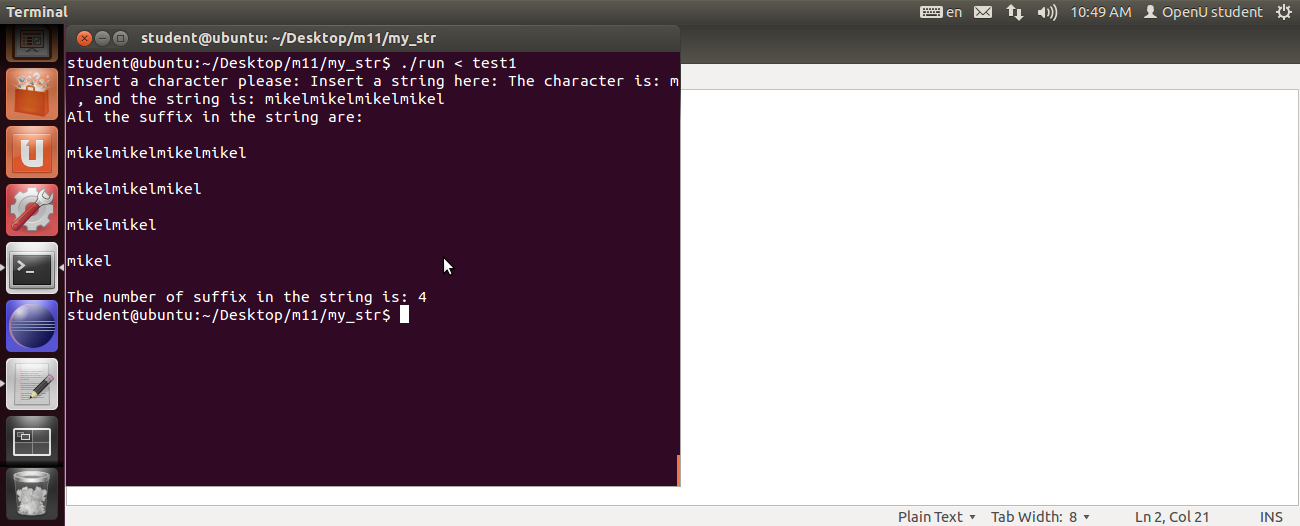 Terminal
en
10:49 AM
OpenU student
student@ubuntu: ~/Desktop/m11/my_str
student@ubuntu:~/Desktop/m11/my_str$ ./run < test1
Insert a character please: Insert a string here: The character is: m
, and the string is: mikelmikelmikelmikel
All the suffix in the string are:
mikelmikelmikelmikel
mikelmikelmikel
mikelmikel
mikel
The number of suffix in the string is: 4
student@ubuntu:~/Desktop/m11/my_str$
Plain Text
Tab Width: 8
Ln 2, Col 21
INS